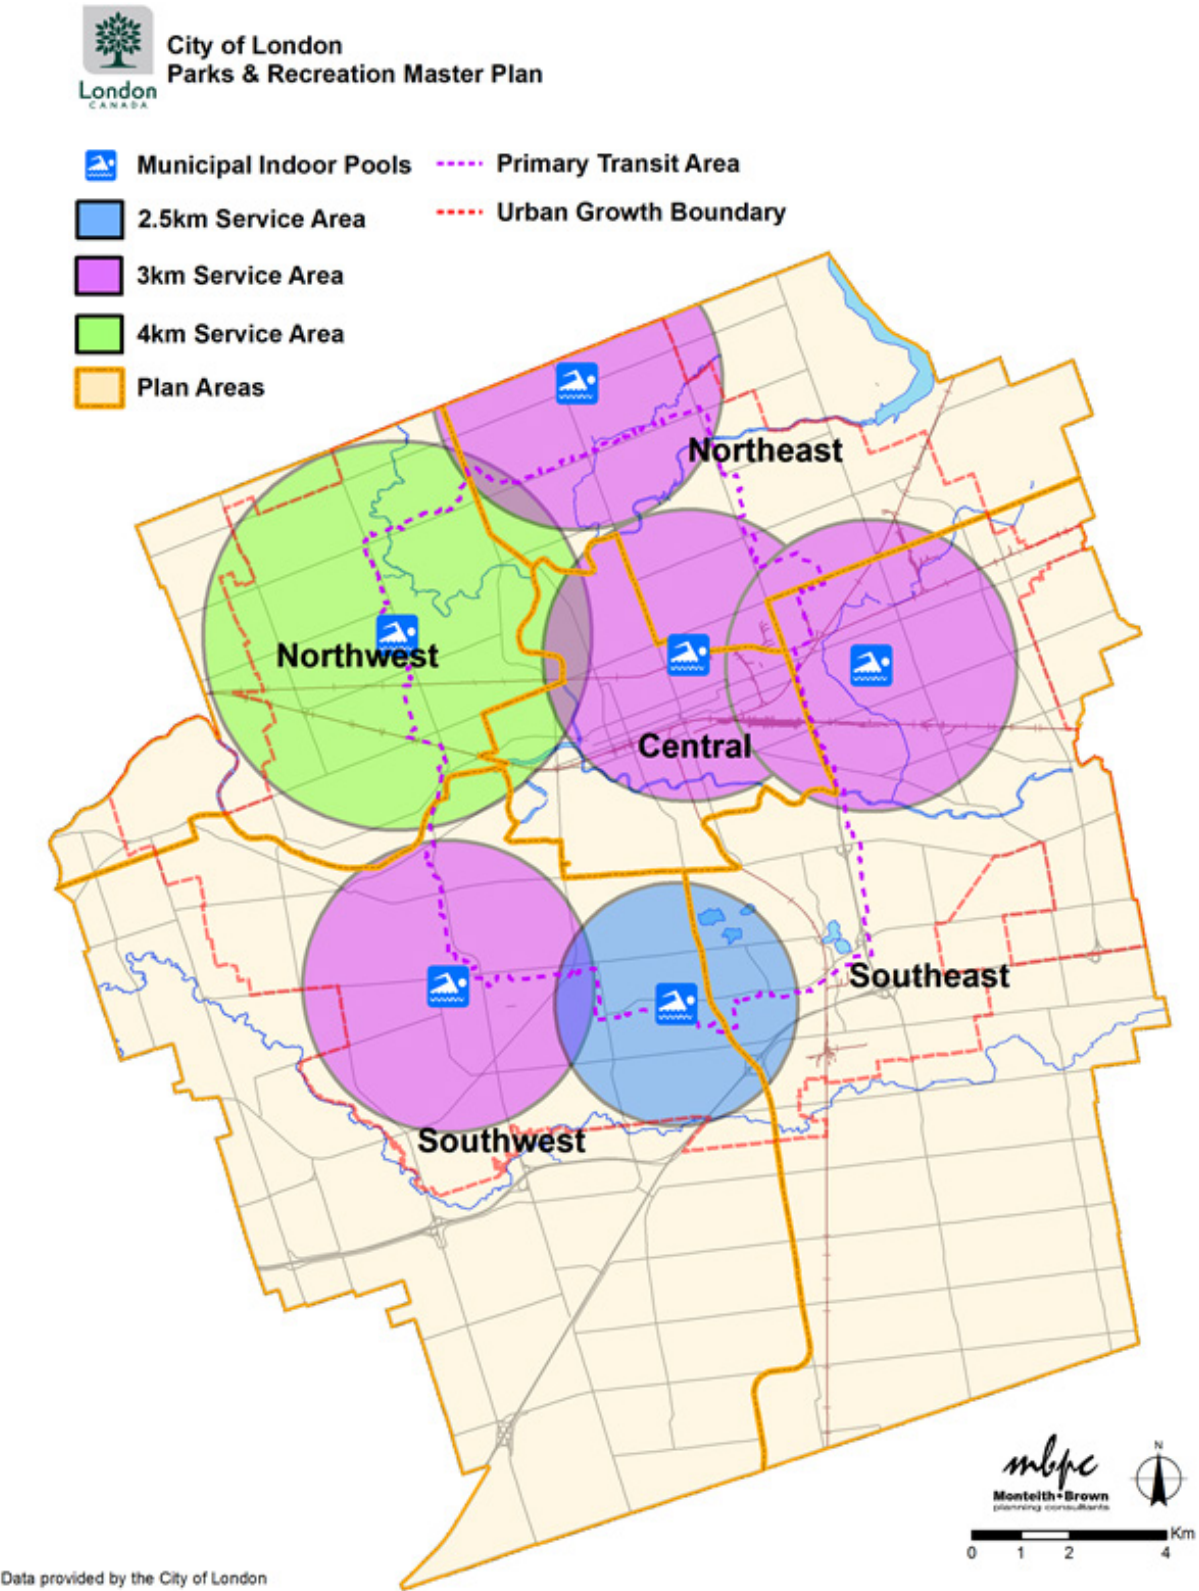 London
CANADA
City of London
Parks & Recreation Master Plan
Municipal Indoor Pools
Primary Transit Area
2.5km Service Area
Urban Growth Boundary
3km Service Area
4km Service Area
Plan Areas
Northeast
Northwest
Central
Southeast
Southwest
mbpc
Monteith+Brown
planning consultants
N
Km
0 1 2 4
Data provided by the City of London